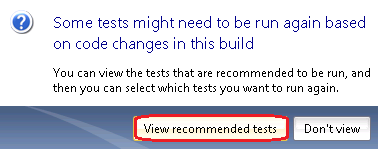 Some tests might need to be run again based
on code changes in this build
You can view the tests that are recommended to be run, and
then you can select which tests you want to run again.
View recommended tests
Don't view